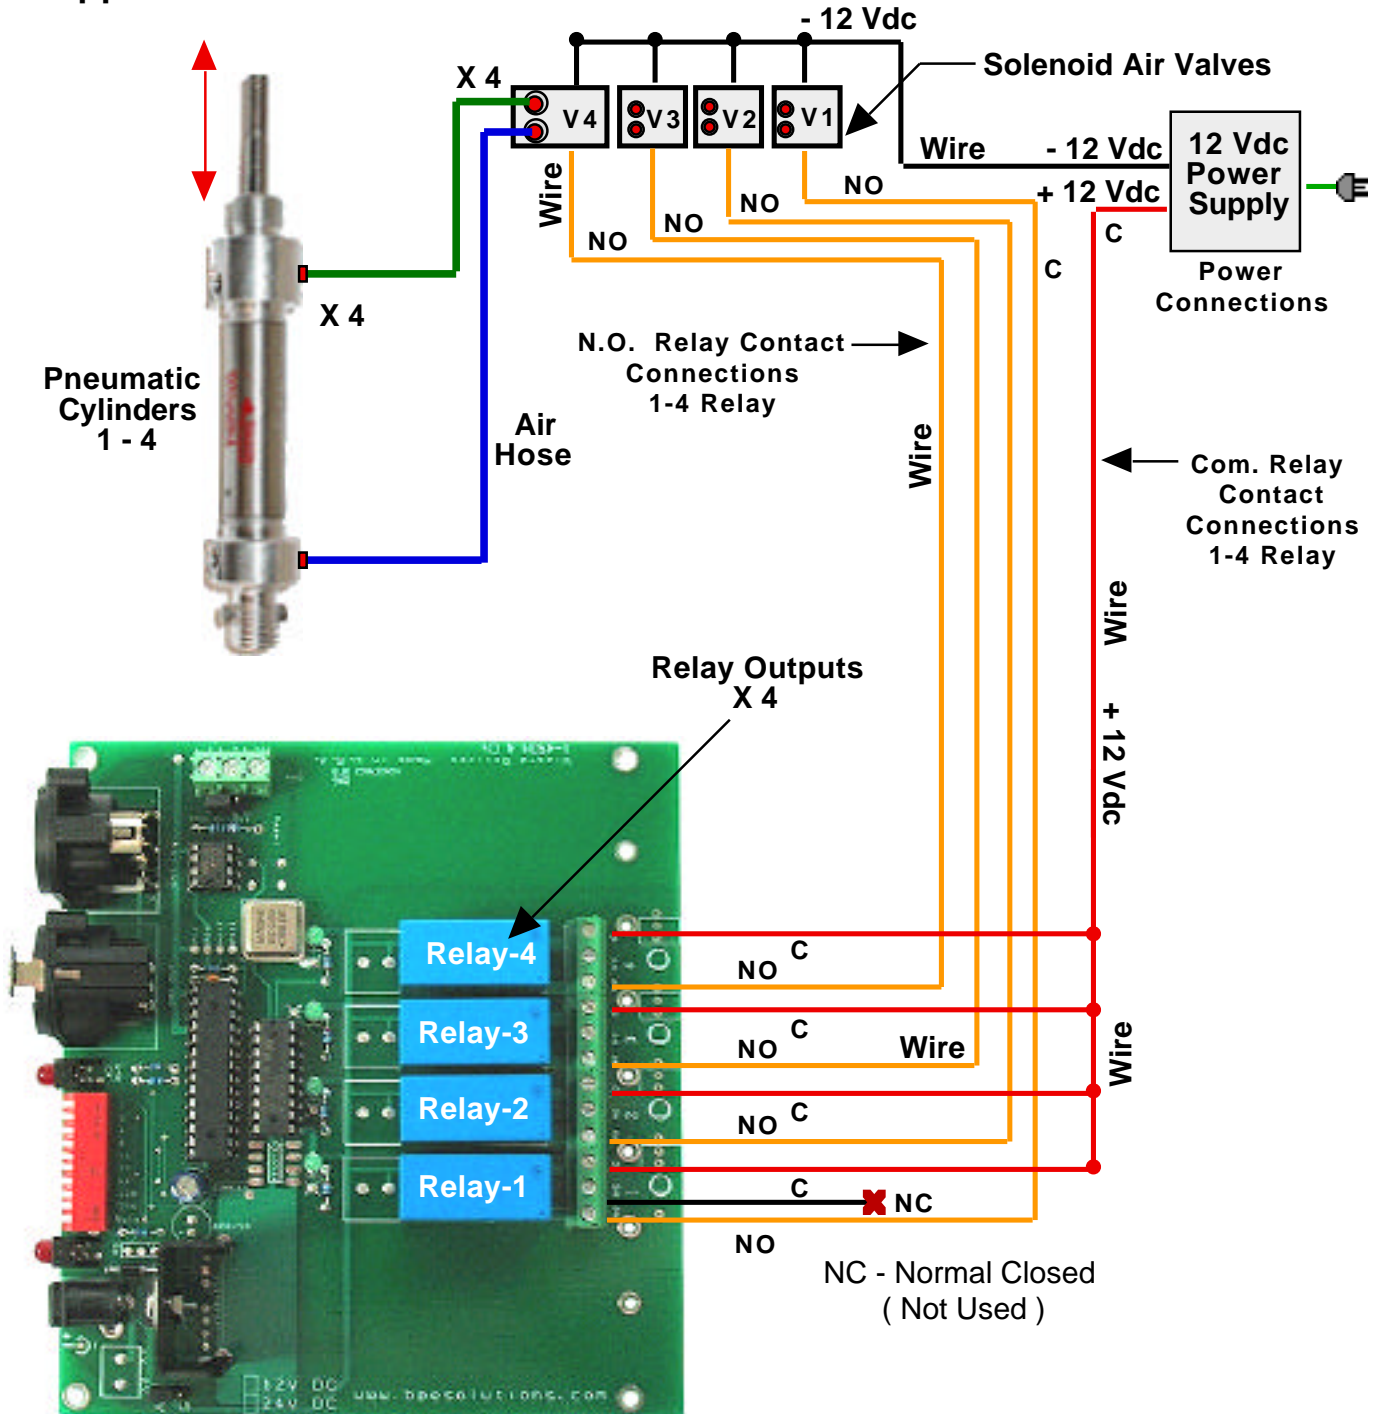 - 12 Vdc
Solenoid Air Valves
X 4
V4
V3
V2
V1
Wire
- 12 Vdc
12 Vdc
Power
Supply
+ 12 Vdc
C
Power
Connections
Wire
NO
NO
NO
NO
C
X 4
N.O. Relay Contact
Connections
1-4 Relay
Pneumatic
Cylinders
1 - 4
Air
Hose
Wire
Com. Relay
Contact
Connections
1-4 Relay
Wire
+ 12 Vdc
Relay Outputs
X 4
Relay-4
C
NO
Relay-3
C
NO
Wire
Wire
Relay-2
C
NO
Relay-1
C
NC
NO
NC - Normal Closed
( Not Used )
12V DC
24V DC
www.bpesolutions.com